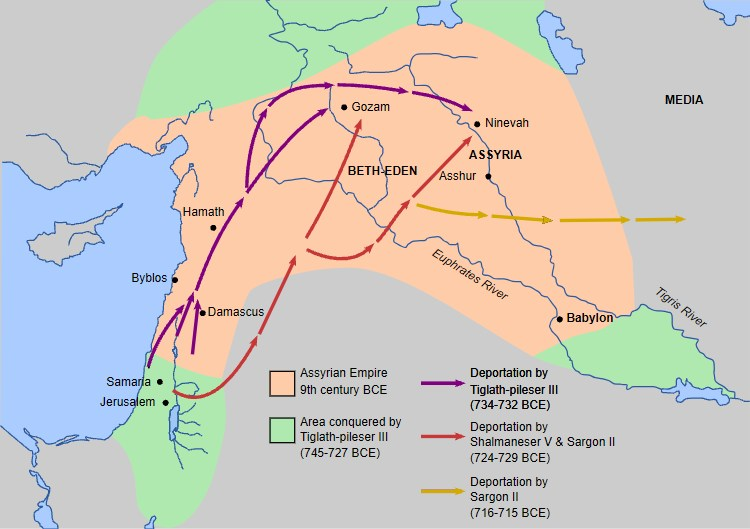 MEDIA
Gozam
Ninevah
ASSYRIA
BETH-EDEN
Asshur
Hamath
Byblos
Euphrates River
Tigris River
Damascus
Babylon
Samaria
Jerusalem
Assyrian Empire
9th century BCE
Area conquered by
Tiglath-pileser III
(745-727 BCE)
Deportation by
Tiglath-pileser III
(734-732 BCE)
Deportation by
Shalmaneser V & Sargon II
(724-729 BCE)
Deportation by
Sargon II
(716-715 BCE)